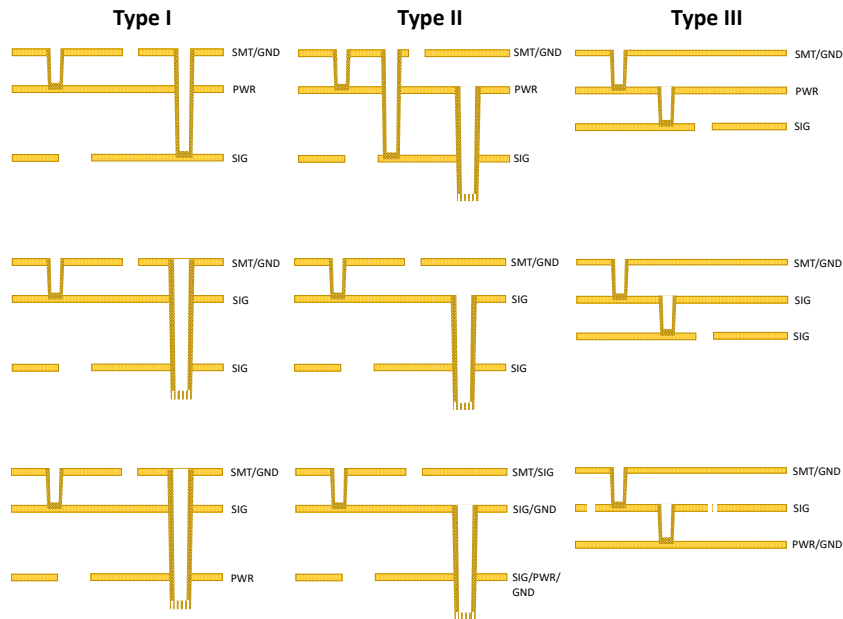 Type I
Type II
Type III
SMT/GND
PWR
SIG
SMT/GND
PWR
SIG
SMT/GND
PWR
SIG
SMT/GND
SIG
SIG
SMT/GND
SIG
SIG
SMT/GND
SIG
SIG
SMT/GND
SIG
PWR
SMT/SIG
SIG/GND
SIG/PWR/
GND
SMT/GND
SIG
PWR/GND